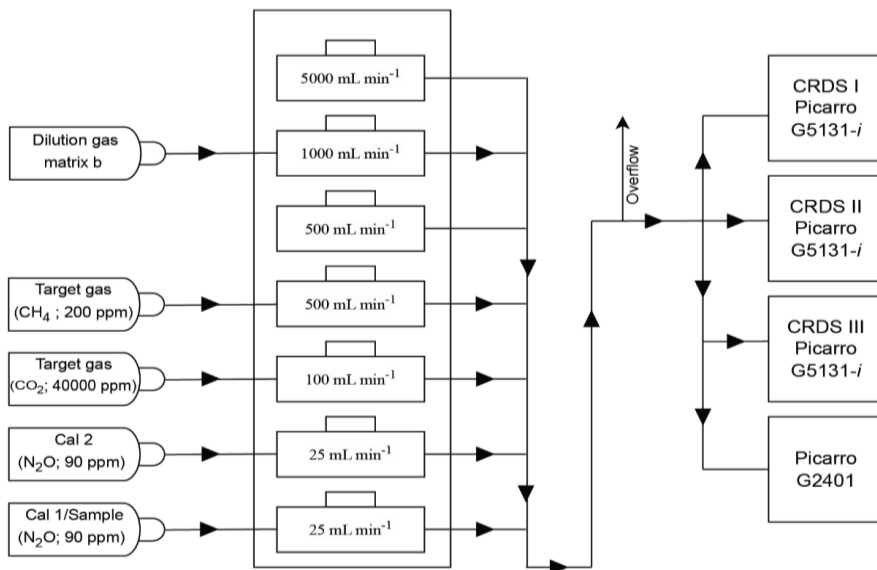 5000 mL min⁻¹
Dilution gas
matrix b
1000 mL min⁻¹
500 mL min⁻¹
Target gas
(CH₄ ; 200 ppm)
500 mL min⁻¹
Target gas
(CO₂; 40000 ppm)
100 mL min⁻¹
Cal 2
(N₂O; 90 ppm)
25 mL min⁻¹
Cal 1/Sample
(N₂O; 90 ppm)
25 mL min⁻¹
Overflow
CRDS I
Picarro
G5131-i
CRDS II
Picarro
G5131-i
CRDS III
Picarro
G5131-i
Picarro
G2401